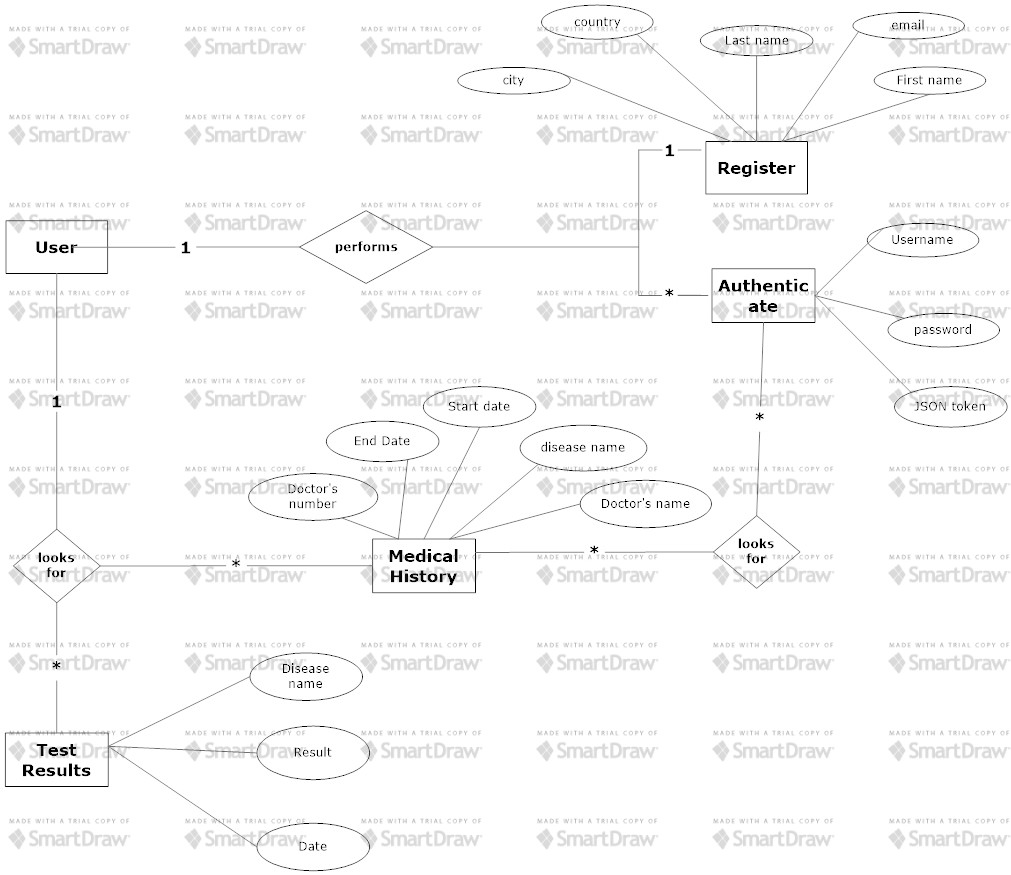 MADE WITH A TRIAL COPY OF
SmartDraw
country
Last name
email
city
First name
1
Register
User
1
performs
Username
*
Authentic
ate
password
1
*
JSON token
Start date
End Date
disease name
Doctor's
number
Doctor's name
looks
for
*
Medical
History
*
looks
for
*
Disease
name
Test
Results
Result
Date